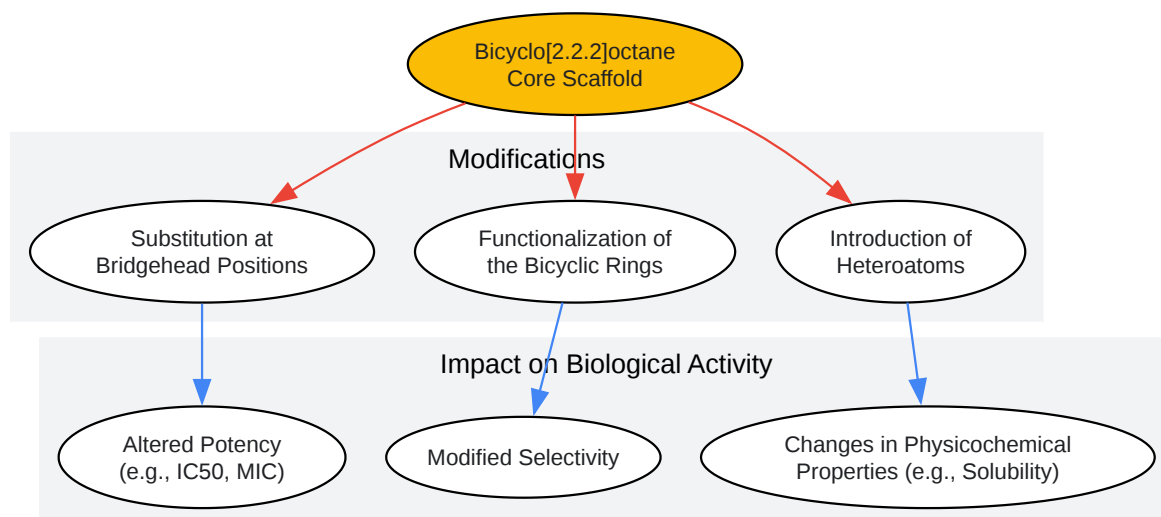 Bicyclo[2.2.2]octane
Core Scaffold
Modifications
Substitution at
Bridgehead Positions
Functionalization of
the Bicyclic Rings
Introduction of
Heteroatoms
Impact on Biological Activity
Altered Potency
(e.g., IC50, MIC)
Modified Selectivity
Changes in Physicochemical
Properties (e.g., Solubility)